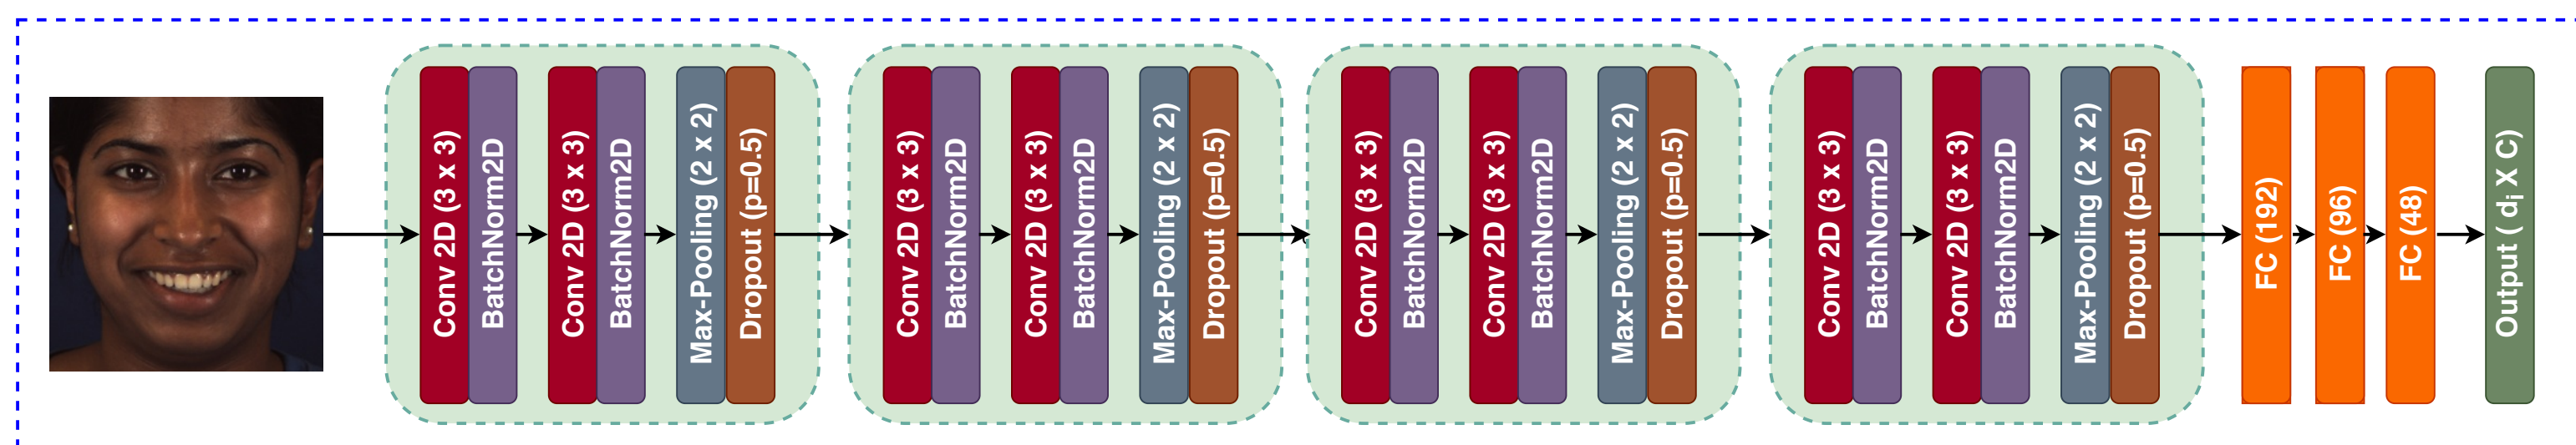 Conv 2D (3 x 3)
BatchNorm2D
Conv 2D (3 x 3)
BatchNorm2D
Max-Pooling (2 x 2)
Dropout (p=0.5)
Conv 2D (3 x 3)
BatchNorm2D
Conv 2D (3 x 3)
BatchNorm2D
Max-Pooling (2 x 2)
Dropout (p=0.5)
Conv 2D (3 x 3)
BatchNorm2D
Conv 2D (3 x 3)
BatchNorm2D
Max-Pooling (2 x 2)
Dropout (p=0.5)
Conv 2D (3 x 3)
BatchNorm2D
Conv 2D (3 x 3)
BatchNorm2D
Max-Pooling (2 x 2)
Dropout (p=0.5)
FC (192)
FC (96)
FC (48)
Output ( di X C)